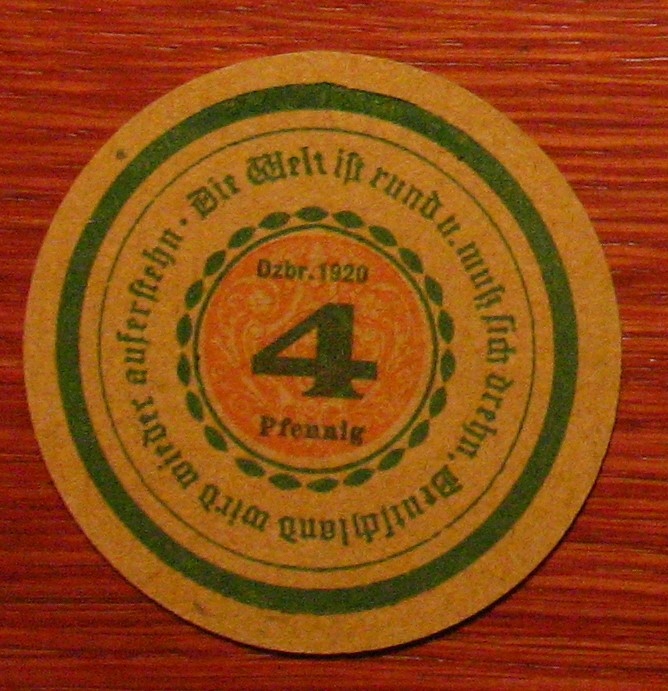 Die Welt ist rund u. muß sich drehn, Deutschland wird wieder auferstehn ·
Dzbr. 1920
4
Pfennig